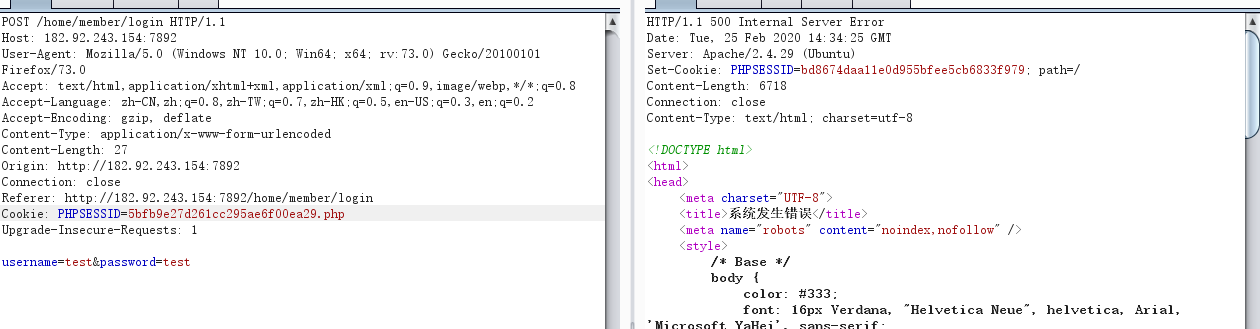 POST /home/member/login HTTP/1.1
Host: 182.92.243.154:7892
User-Agent: Mozilla/5.0 (Windows NT 10.0; Win64; x64; rv:73.0) Gecko/20100101
Firefox/73.0
Accept: text/html,application/xhtml+xml,application/xml;q=0.9,image/webp,*/*;q=0.8
Accept-Language: zh-CN,zh;q=0.8,zh-TW;q=0.7,zh-HK;q=0.5,en-US;q=0.3,en;q=0.2
Accept-Encoding: gzip, deflate
Content-Type: application/x-www-form-urlencoded
Content-Length: 27
Origin: http://182.92.243.154:7892
Connection: close
Referer: http://182.92.243.154:7892/home/member/login
Cookie: PHPSESSID=5bfb9e27d261cc295ae6f00ea29.php
Upgrade-Insecure-Requests: 1
username=test&password=test
HTTP/1.1 500 Internal Server Error
Date: Tue, 25 Feb 2020 14:34:25 GMT
Server: Apache/2.4.29 (Ubuntu)
Set-Cookie: PHPSESSID=bd8674daa11e0d955bfee5cb6833f979; path=/
Content-Length: 6718
Connection: close
Content-Type: text/html; charset=utf-8
<!DOCTYPE html>
<html>
<head>
<meta charset="UTF-8">
<title>系统发生错误</title>
<meta name="robots" content="noindex,nofollow" />
<style>
/* Base */
body {
color: #333;
font: 16px Verdana, "Helvetica Neue", helvetica, Arial,
'Microsoft YaHei', sans-serif;